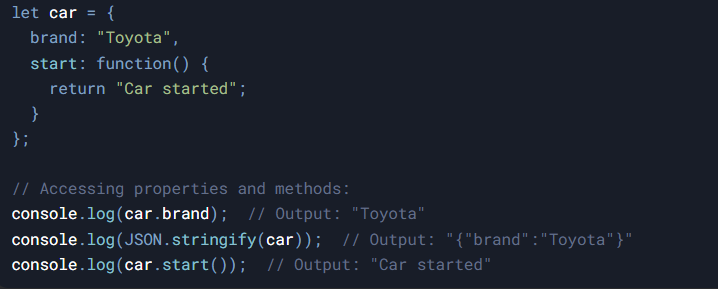 let car = {
  brand: "Toyota",
  start: function() {
    return "Car started";
  }
};

// Accessing properties and methods:
console.log(car.brand);  // Output: "Toyota"
console.log(JSON.stringify(car));  // Output: "{"brand":"Toyota"}"
console.log(car.start());  // Output: "Car started"